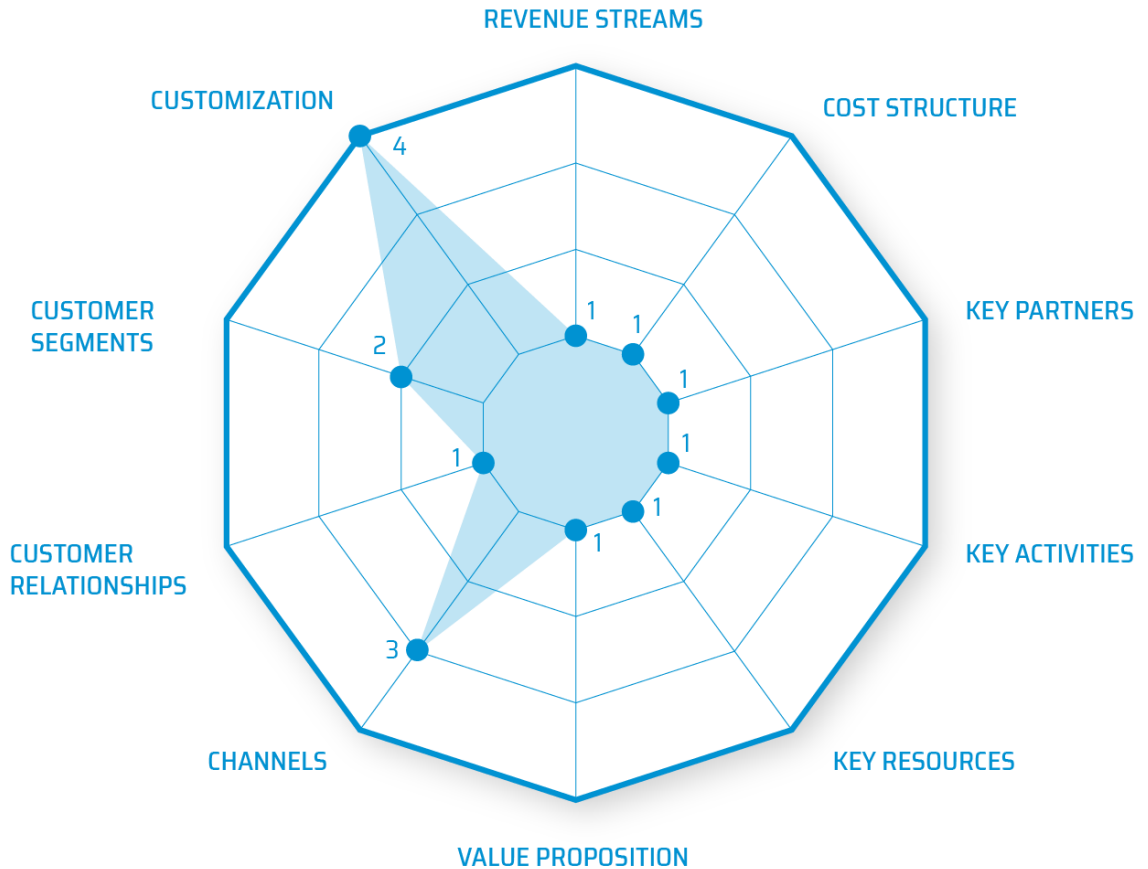 REVENUE STREAMS
CUSTOMIZATION
COST STRUCTURE
4
CUSTOMER
SEGMENTS
KEY PARTNERS
1
1
2
1
1
1
1
1
CUSTOMER
RELATIONSHIPS
KEY ACTIVITIES
3
CHANNELS
KEY RESOURCES
VALUE PROPOSITION